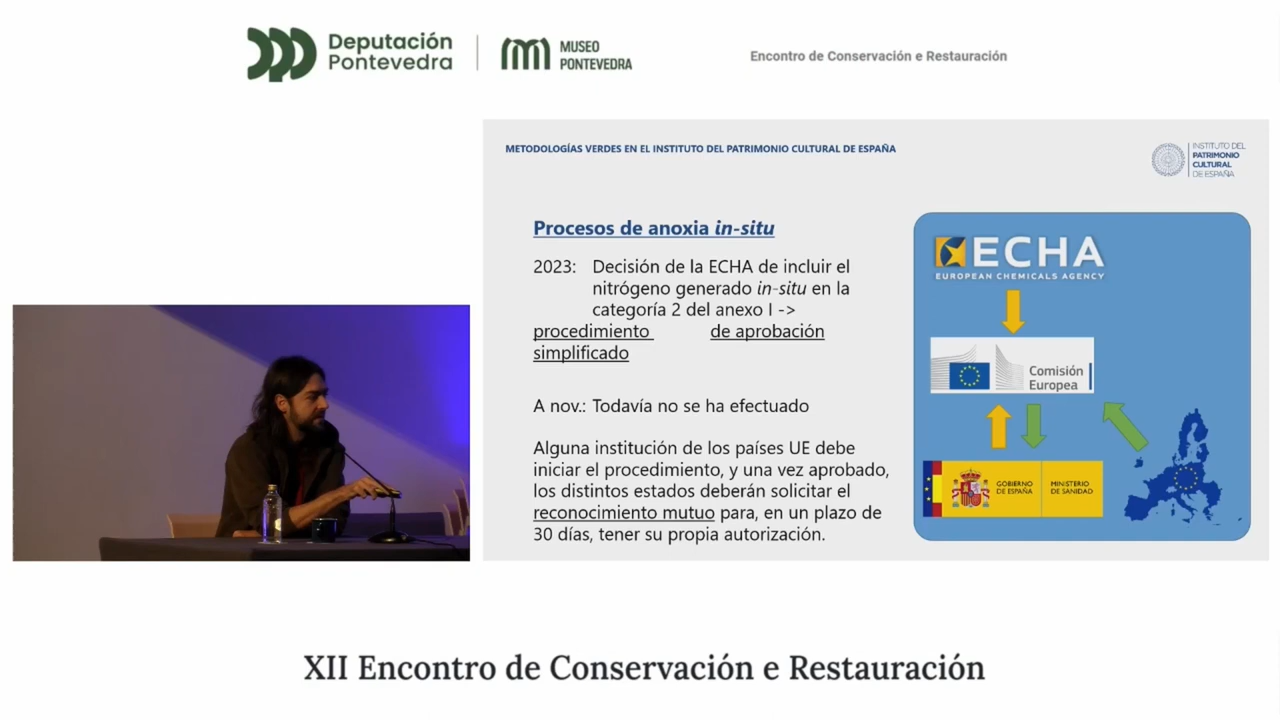 Deputación
Pontevedra
MUSEO
PONTEVEDRA
Encontro de Conservación e Restauración
METODOLOGÍAS VERDES EN EL INSTITUTO DEL PATRIMONIO CULTURAL DE ESPAÑA
INSTITUTO DEL
PATRIMONIO
CULTURAL
DE ESPAÑA
Procesos de anoxia in-situ
2023: Decisión de la ECHA de incluir el
nitrógeno generado in-situ en la
categoría 2 del anexo I ->
procedimiento de aprobación
simplificado
A nov.: Todavía no se ha efectuado
Alguna institución de los países UE debe
iniciar el procedimiento, y una vez aprobado,
los distintos estados deberán solicitar el
reconocimiento mutuo para, en un plazo de
30 días, tener su propia autorización.
ECHA
EUROPEAN CHEMICALS AGENCY
Comisión
Europea
GOBIERNO
DE ESPAÑA
MINISTERIO
DE SANIDAD
XII Encontro de Conservación e Restauración